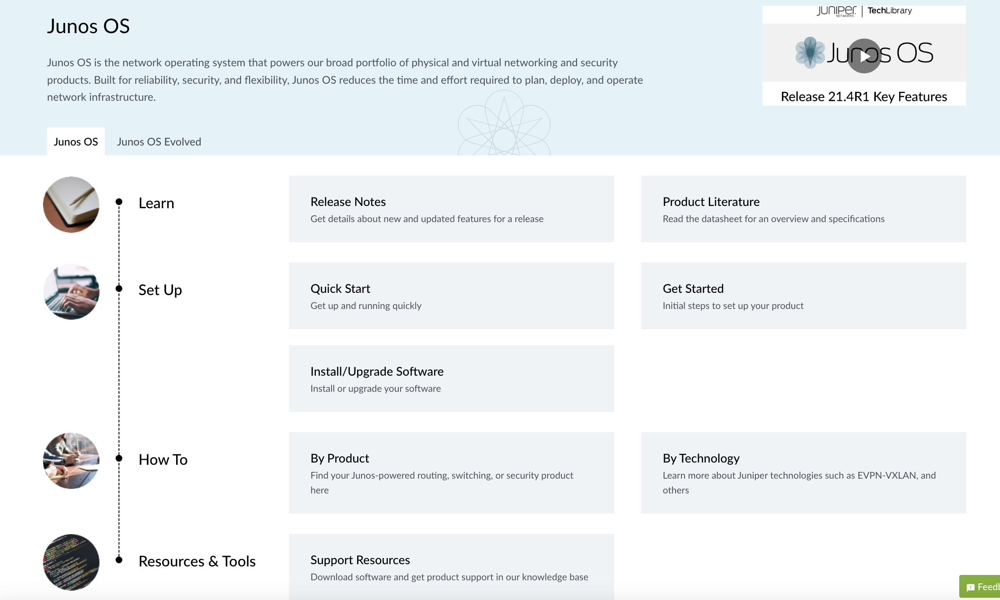 Junos OS
Junos OS is the network operating system that powers our broad portfolio of physical and virtual networking and security
products. Built for reliability, security, and flexibility, Junos OS reduces the time and effort required to plan, deploy, and operate
network infrastructure.
JUNIPER NETWORKS | TechLibrary
Junos OS
Release 21.4R1 Key Features
Junos OS
Junos OS Evolved
Learn
Release Notes
Get details about new and updated features for a release
Product Literature
Read the datasheet for an overview and specifications
Set Up
Quick Start
Get up and running quickly
Get Started
Initial steps to set up your product
Install/Upgrade Software
Install or upgrade your software
How To
By Product
Find your Junos-powered routing, switching, or security product
here
By Technology
Learn more about Juniper technologies such as EVPN-VXLAN, and
others
Resources & Tools
Support Resources
Download software and get product support in our knowledge base